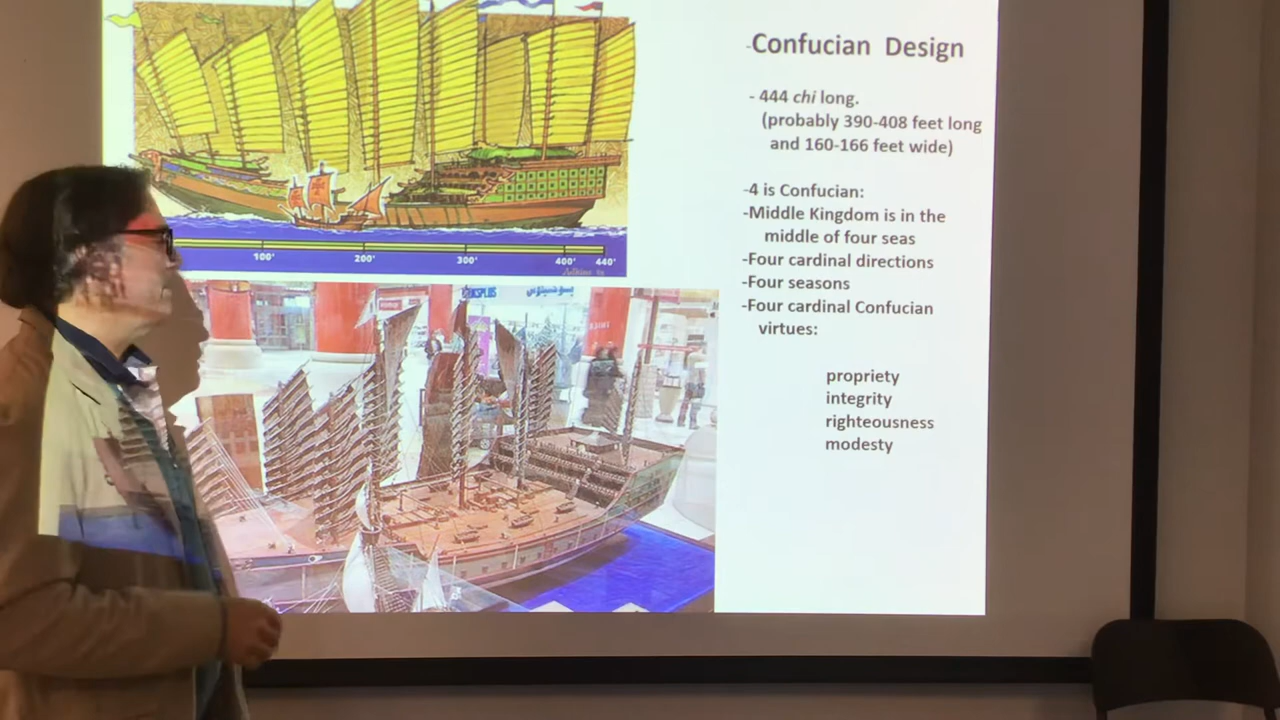 100'
200'
300'
400'
440'
-Confucian Design
- 444 chi long.
(probably 390-408 feet long
and 160-166 feet wide)
-4 is Confucian:
-Middle Kingdom is in the
middle of four seas
-Four cardinal directions
-Four seasons
-Four cardinal Confucian
virtues:
propriety
integrity
righteousness
modesty